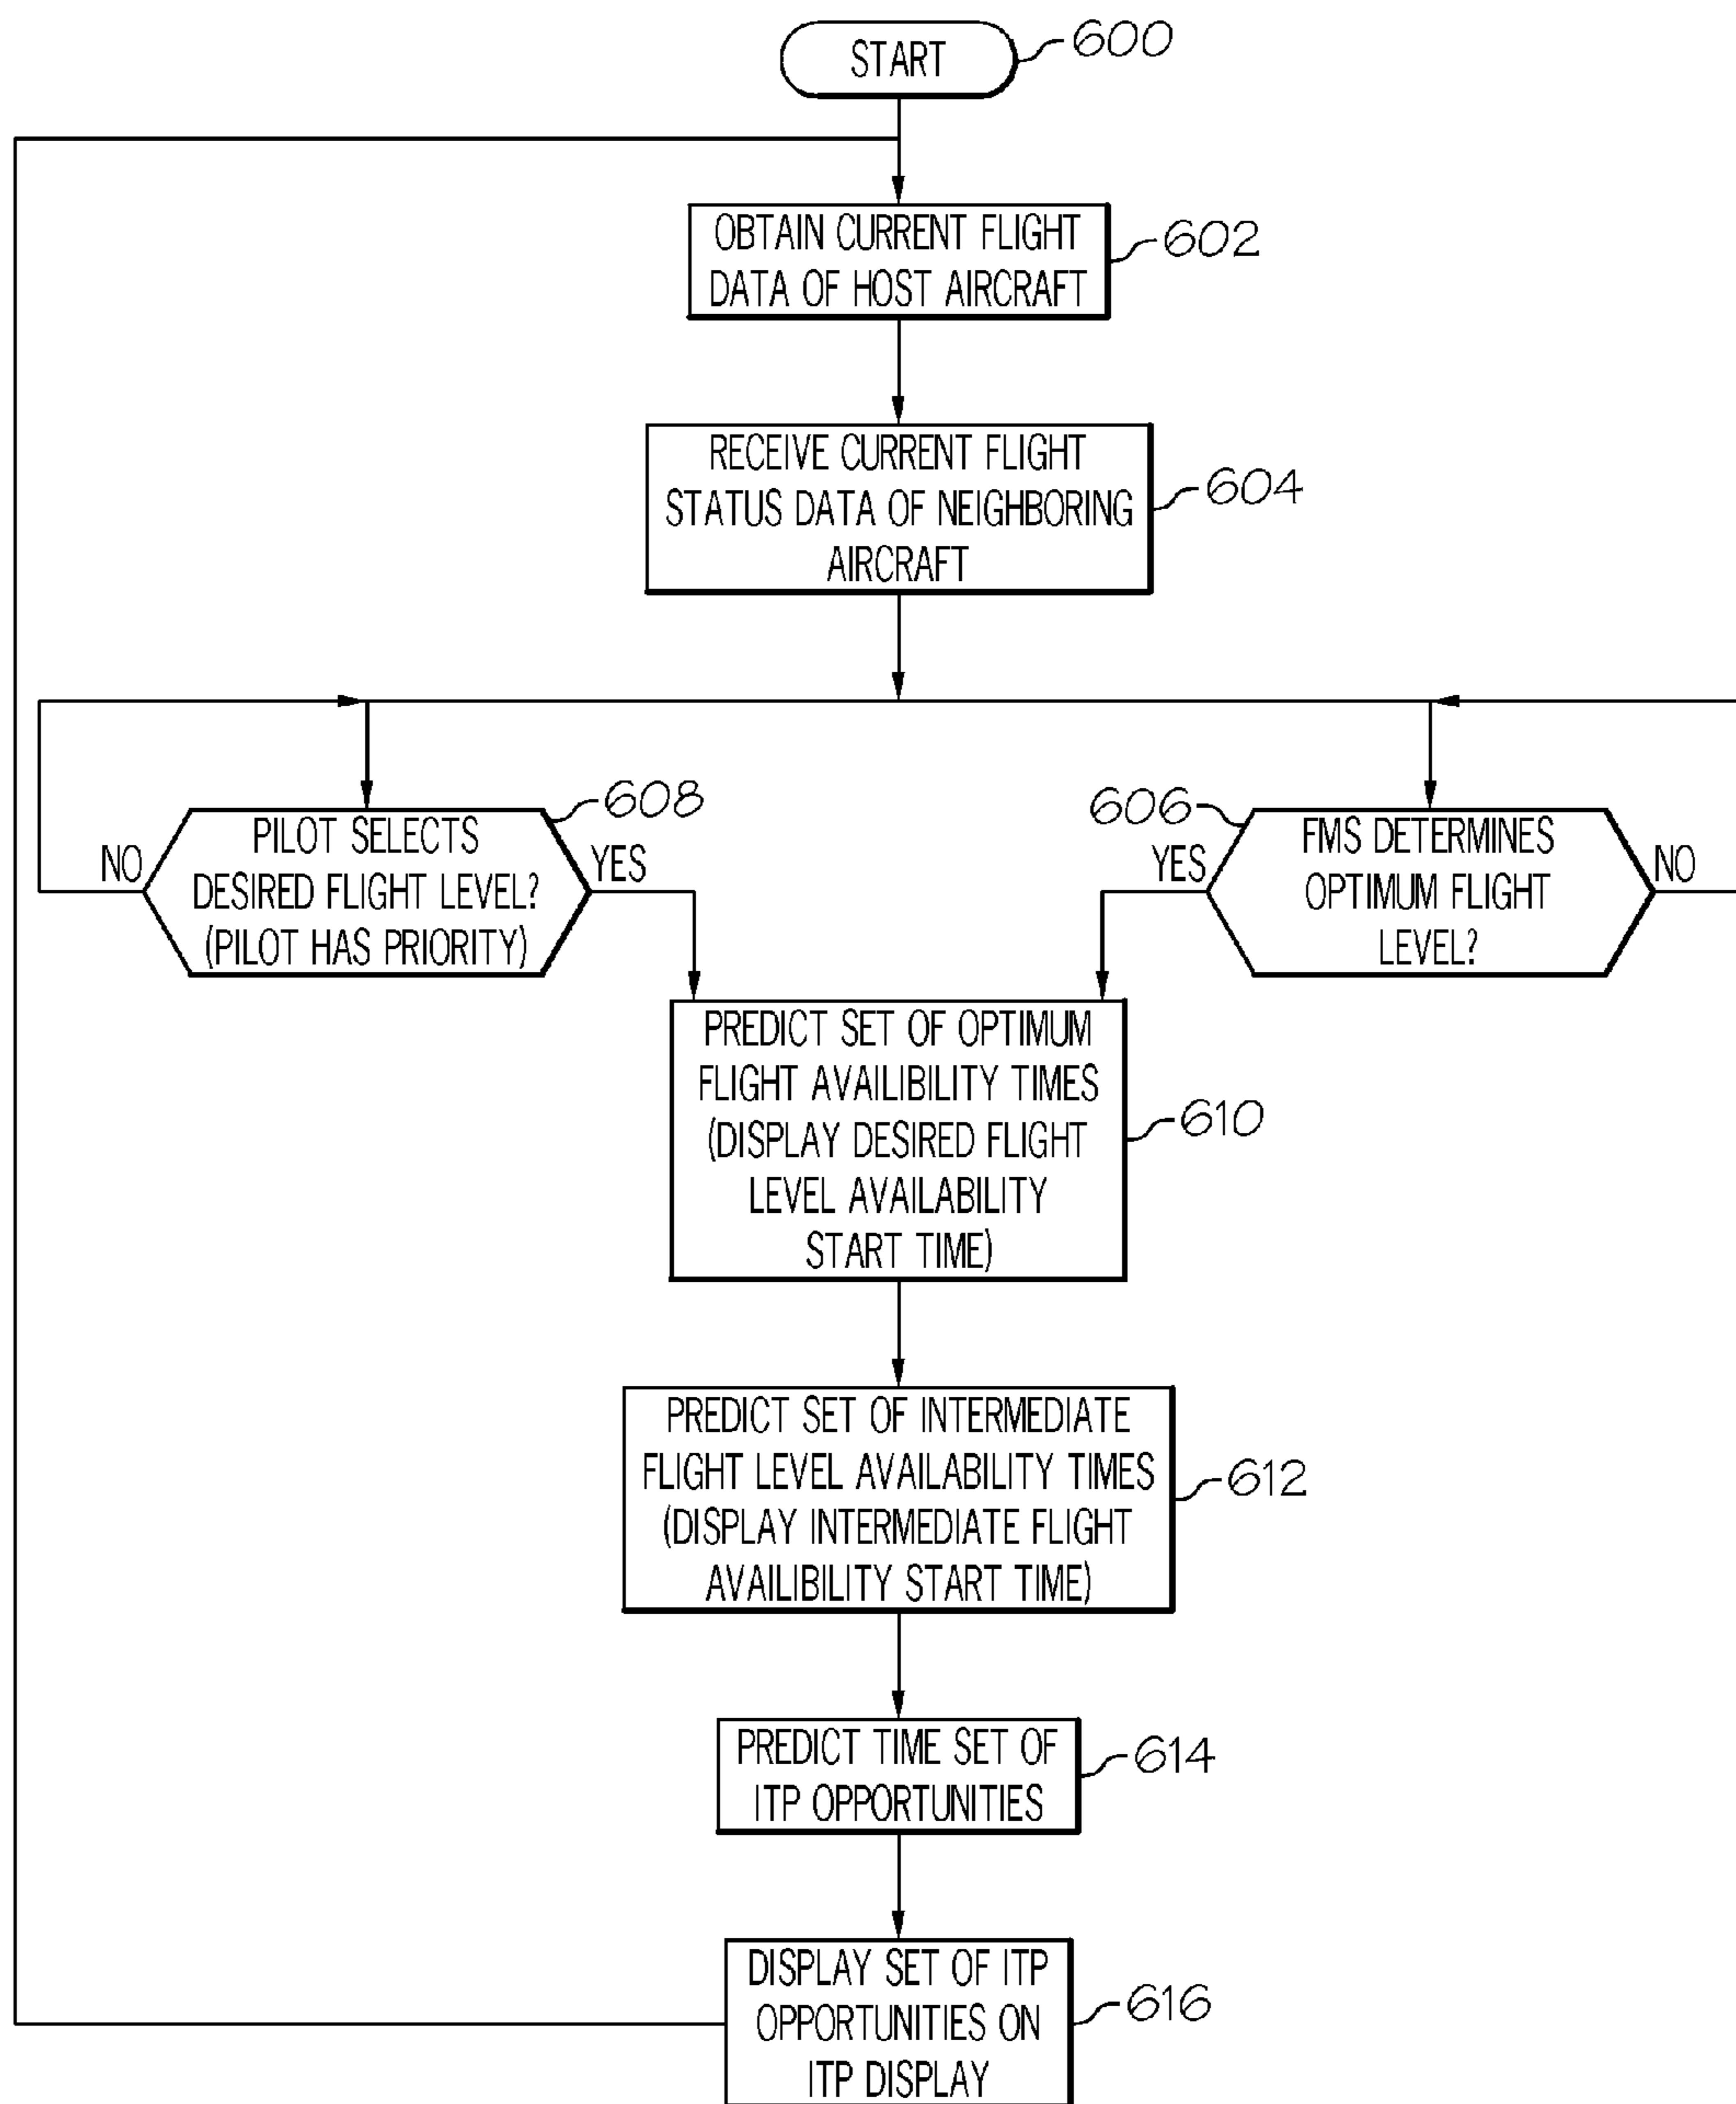 START
600
OBTAIN CURRENT FLIGHT
DATA OF HOST AIRCRAFT
602
RECEIVE CURRENT FLIGHT
STATUS DATA OF NEIGHBORING
AIRCRAFT
604
608
PILOT SELECTS
DESIRED FLIGHT LEVEL?
(PILOT HAS PRIORITY)
NO
YES
606
FMS DETERMINES
OPTIMUM FLIGHT
LEVEL?
YES
NO
PREDICT SET OF OPTIMUM
FLIGHT AVAILIBILITY TIMES
(DISPLAY DESIRED FLIGHT
LEVEL AVAILABILITY
START TIME)
610
PREDICT SET OF INTERMEDIATE
FLIGHT LEVEL AVAILABILITY TIMES
(DISPLAY INTERMEDIATE FLIGHT
AVAILIBILITY START TIME)
612
PREDICT TIME SET OF
ITP OPPORTUNITIES
614
DISPLAY SET OF ITP
OPPORTUNITIES ON
ITP DISPLAY
616